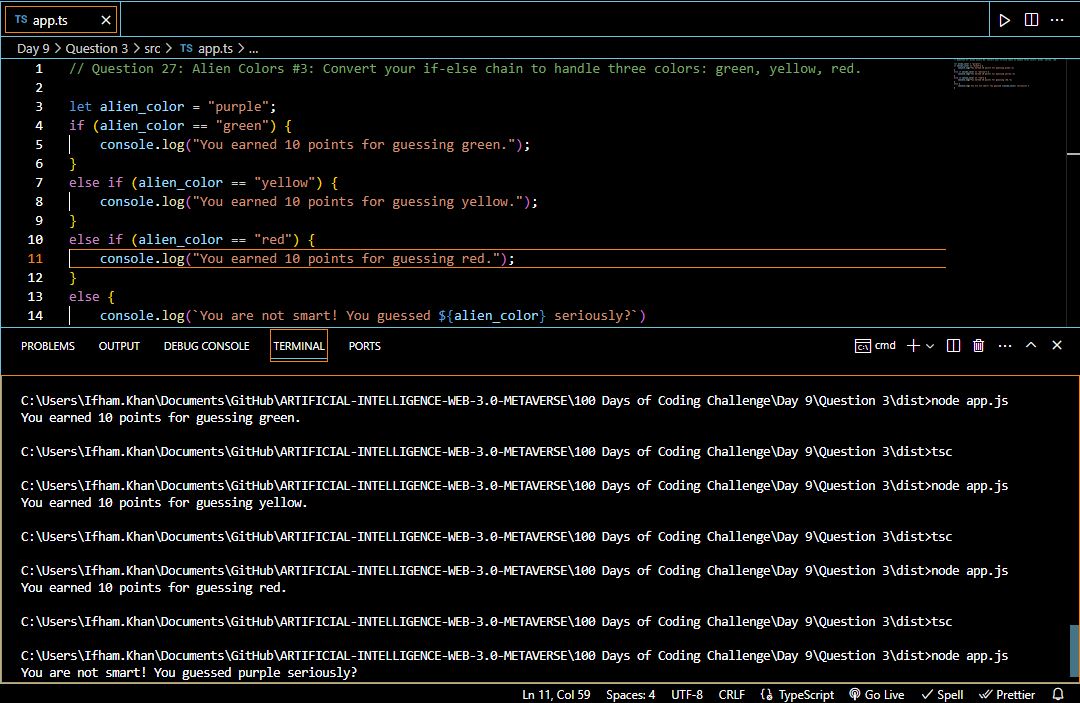 TS app.ts ✕
Day 9 > Question 3 > src > TS app.ts > ...
1 // Question 27: Alien Colors #3: Convert your if-else chain to handle three colors: green, yellow, red.
2
3 let alien_color = "purple";
4 if (alien_color == "green") {
5 console.log("You earned 10 points for guessing green.");
6 }
7 else if (alien_color == "yellow") {
8 console.log("You earned 10 points for guessing yellow.");
9 }
10 else if (alien_color == "red") {
11 console.log("You earned 10 points for guessing red.");
12 }
13 else {
14 console.log(`You are not smart! You guessed ${alien_color} seriously?`)
PROBLEMS OUTPUT DEBUG CONSOLE TERMINAL PORTS cmd
C:\Users\Ifham.Khan\Documents\GitHub\ARTIFICIAL-INTELLIGENCE-WEB-3.0-METAVERSE\100 Days of Coding Challenge\Day 9\Question 3\dist>node app.js
You earned 10 points for guessing green.
C:\Users\Ifham.Khan\Documents\GitHub\ARTIFICIAL-INTELLIGENCE-WEB-3.0-METAVERSE\100 Days of Coding Challenge\Day 9\Question 3\dist>tsc
C:\Users\Ifham.Khan\Documents\GitHub\ARTIFICIAL-INTELLIGENCE-WEB-3.0-METAVERSE\100 Days of Coding Challenge\Day 9\Question 3\dist>node app.js
You earned 10 points for guessing yellow.
C:\Users\Ifham.Khan\Documents\GitHub\ARTIFICIAL-INTELLIGENCE-WEB-3.0-METAVERSE\100 Days of Coding Challenge\Day 9\Question 3\dist>tsc
C:\Users\Ifham.Khan\Documents\GitHub\ARTIFICIAL-INTELLIGENCE-WEB-3.0-METAVERSE\100 Days of Coding Challenge\Day 9\Question 3\dist>node app.js
You earned 10 points for guessing red.
C:\Users\Ifham.Khan\Documents\GitHub\ARTIFICIAL-INTELLIGENCE-WEB-3.0-METAVERSE\100 Days of Coding Challenge\Day 9\Question 3\dist>tsc
C:\Users\Ifham.Khan\Documents\GitHub\ARTIFICIAL-INTELLIGENCE-WEB-3.0-METAVERSE\100 Days of Coding Challenge\Day 9\Question 3\dist>node app.js
You are not smart! You guessed purple seriously?
Ln 11, Col 59 Spaces: 4 UTF-8 CRLF {} TypeScript Go Live Spell Prettier